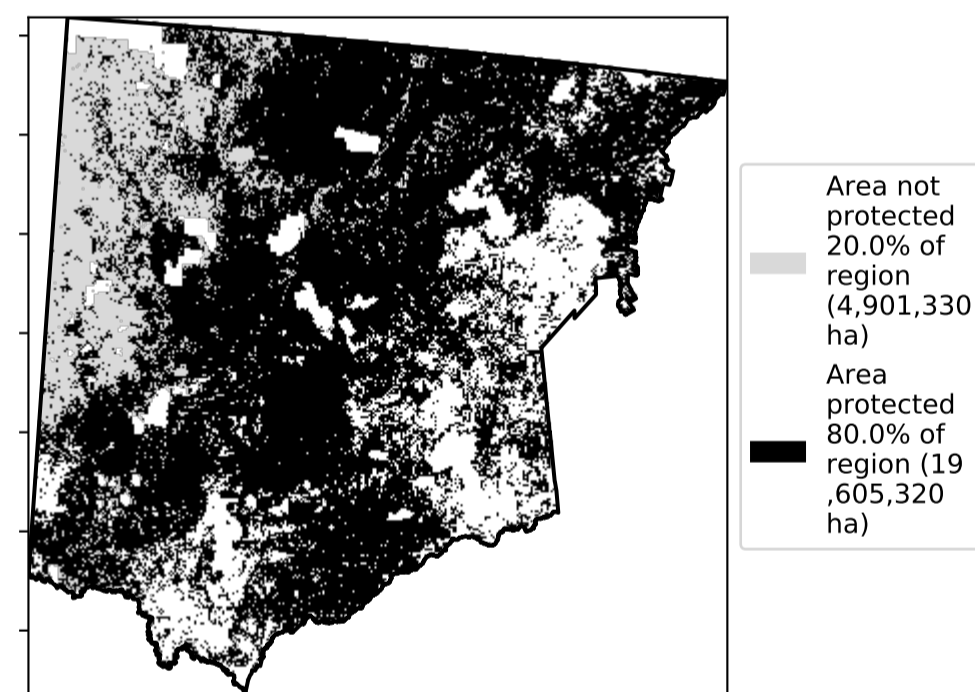 Area not
protected
20.0% of
region
(4,901,330
ha)
Area
protected
80.0% of
region (19
,605,320
ha)